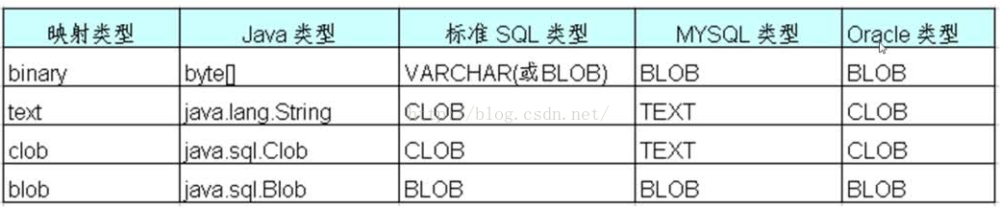 映射类型 Java 类型 标准 SQL 类型 MYSQL 类型 Oracle 类型
binary byte[] VARCHAR(或BLOB) BLOB BLOB
text java.lang.String CLOB TEXT CLOB
http://blog.csdn.net/
clob java.sql.Clob CLOB TEXT CLOB
blob java.sql.Blob BLOB BLOB BLOB